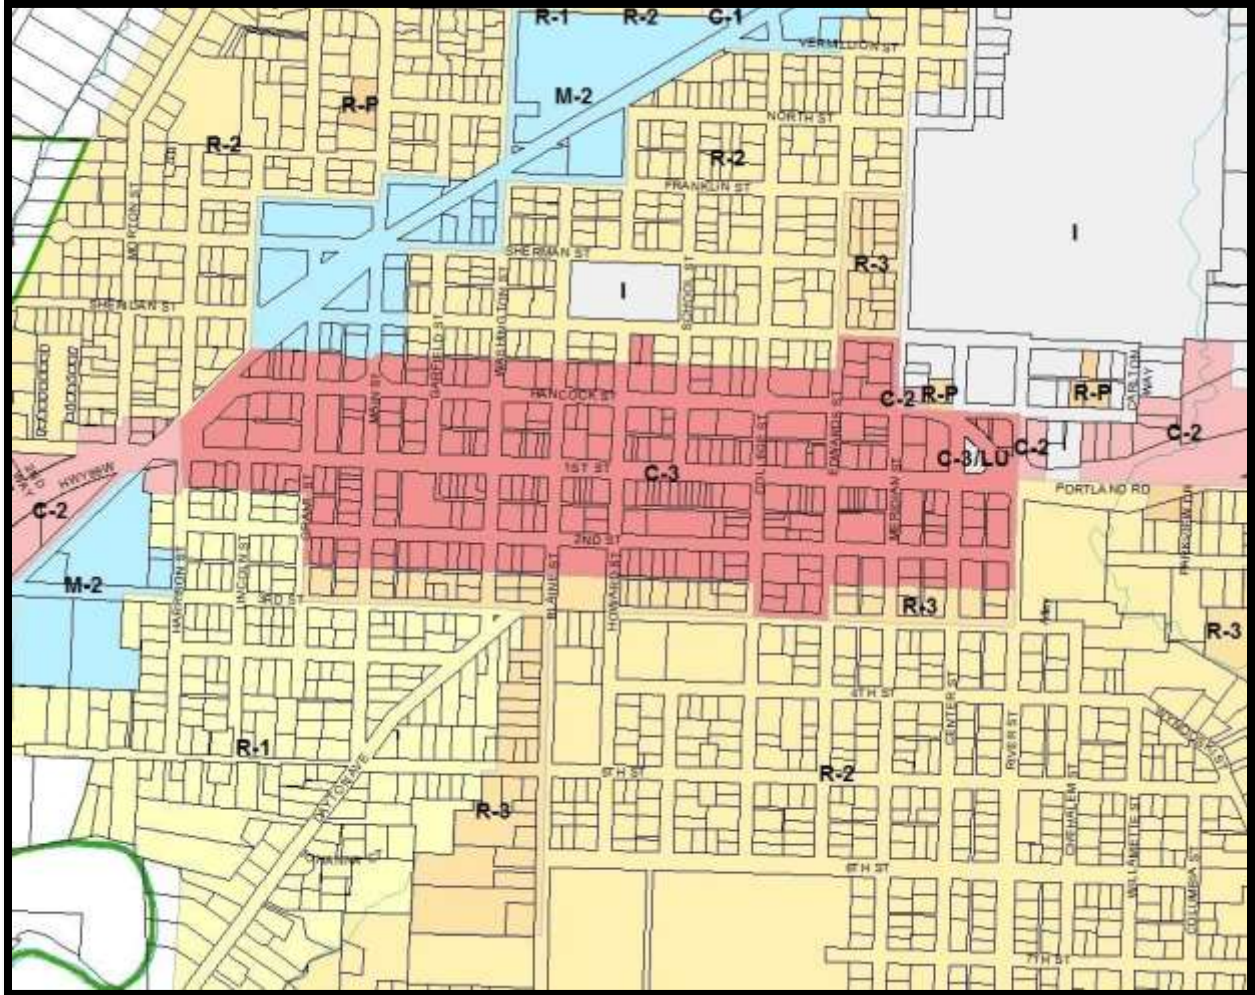 R-1 R-2 C-1
VERMILLION ST
M-2
R-P
NORTH ST
R-2
R-2
FRANKLIN ST
MORTON ST
I
SHERMAN ST
R-3
SCHOOL ST
I
WASHINGTON ST
SHERIDAN ST
GARFIELD ST
MAIN ST
CARLTON
WAY
HANCOCK ST
C-2
R-P
R-P
EDWARDS ST
COLLEGE ST
C-2
C-2
C-3/LU
MERIDIAN ST
1ST ST
C-3
HWY99W
PORTLAND RD
GRANT ST
C-2
2ND ST
HARRISON ST
LINCOLN ST
BLAINE ST
HOWARD ST
M-2
R-3
R-3
4TH ST
CENTER ST
RIVER ST
R-1
5TH ST
R-2
DAYTON AVE
R-3
CHEHALEM ST
WILLAMETTE ST
COLUMBIA ST
6TH ST
7TH ST